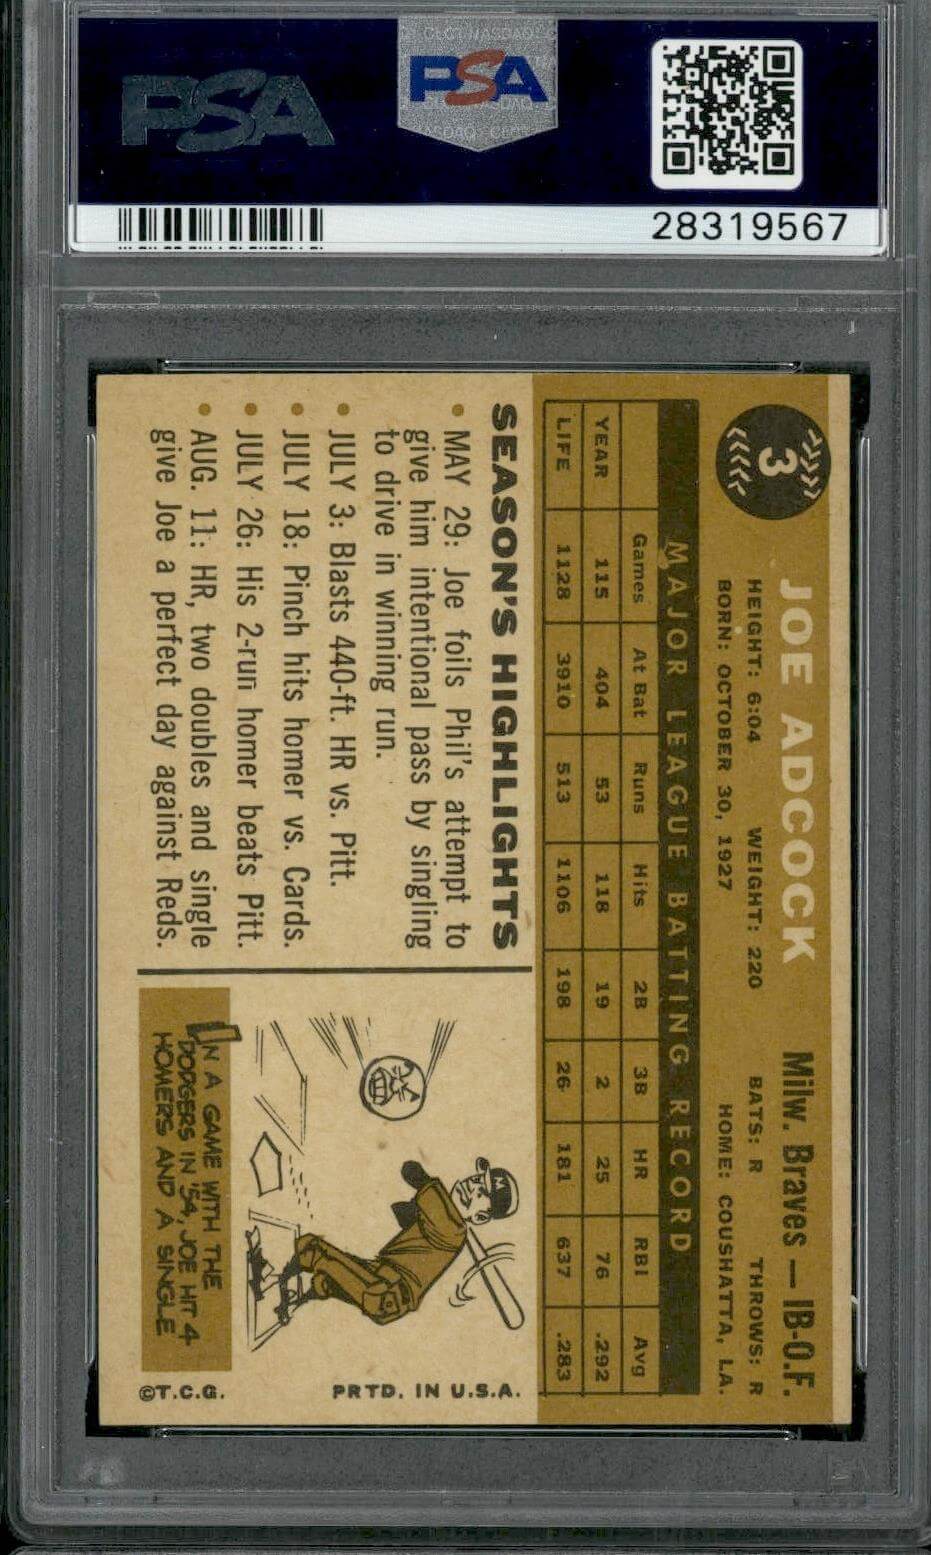 PSA
PSA
28319567
3
JOE ADCOCK
Milw. Braves — IB-O.F.
HEIGHT: 6:04 WEIGHT: 220 BATS: R THROWS: R
BORN: OCTOBER 30, 1927 HOME: COUSHATTA, LA.
MAJOR LEAGUE BATTING RECORD
Games At Bat Runs Hits 2B 3B HR RBI Avg
YEAR 115 404 53 118 19 2 25 76 .292
LIFE 1128 3910 513 1106 198 26 181 637 .283
SEASON'S HIGHLIGHTS
• MAY 29: Joe foils Phil's attempt to
give him intentional pass by singling
to drive in winning run.
• JULY 3: Blasts 440-ft. HR vs. Pitt.
• JULY 18: Pinch hits homer vs. Cards.
• JULY 26: His 2-run homer beats Pitt.
• AUG. 11: HR, two doubles and single
give Joe a perfect day against Reds.
M
IN A GAME WITH THE
DODGERS IN '54, JOE HIT 4
HOMERS AND A SINGLE
©T.C.G. PRTD. IN U.S.A.